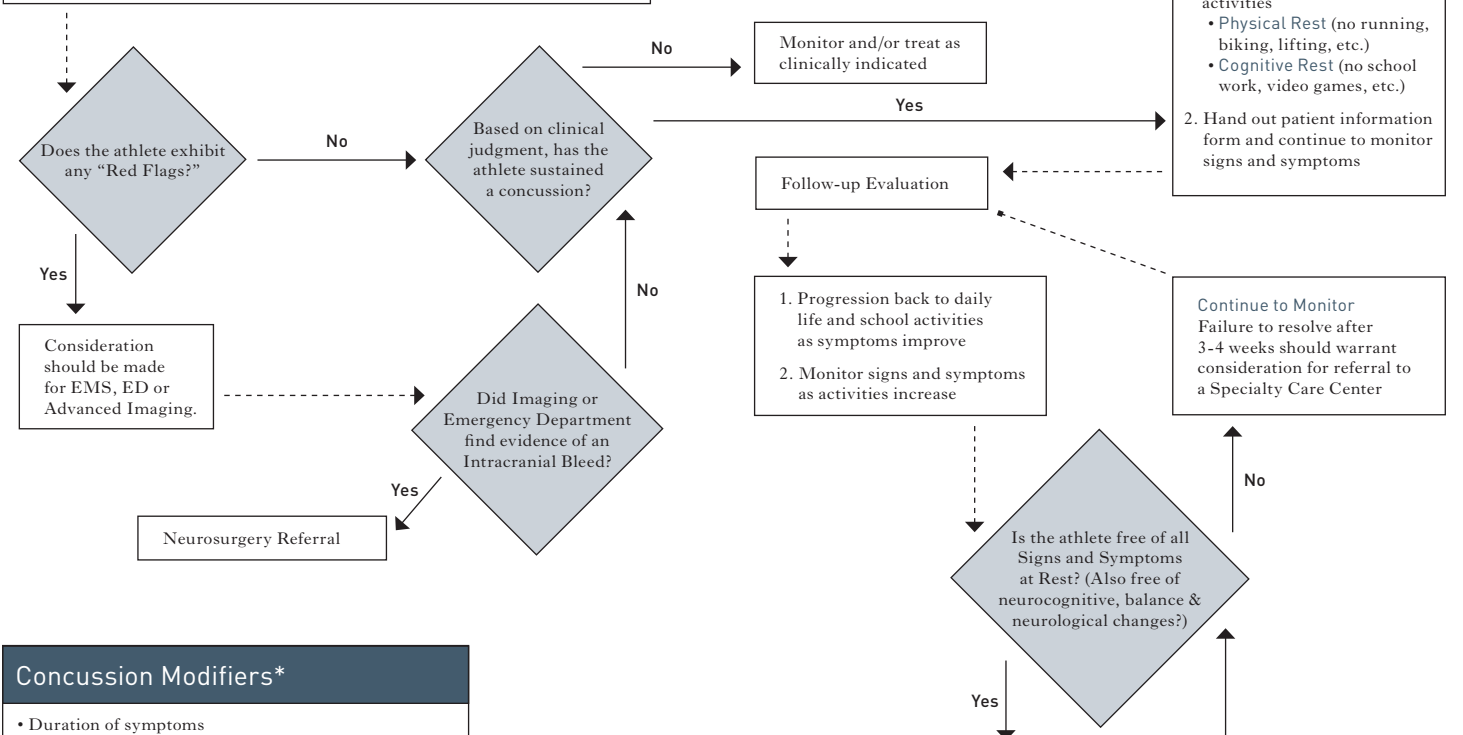 activities
• Physical Rest (no running,
biking, lifting, etc.)
• Cognitive Rest (no school
work, video games, etc.)
2. Hand out patient information
form and continue to monitor
signs and symptoms
No
Monitor and/or treat as
clinically indicated
Yes
Does the athlete exhibit
any “Red Flags?”
No
Based on clinical
judgment, has the
athlete sustained
a concussion?
Follow-up Evaluation
Yes
No
Consideration
should be made
for EMS, ED or
Advanced Imaging.
Did Imaging or
Emergency Department
find evidence of an
Intracranial Bleed?
Yes
Neurosurgery Referral
1. Progression back to daily
life and school activities
as symptoms improve
2. Monitor signs and symptoms
as activities increase
Continue to Monitor
Failure to resolve after
3-4 weeks should warrant
consideration for referral to
a Specialty Care Center
No
Is the athlete free of all
Signs and Symptoms
at Rest? (Also free of
neurocognitive, balance &
neurological changes?)
Yes
Concussion Modifiers*
• Duration of symptoms